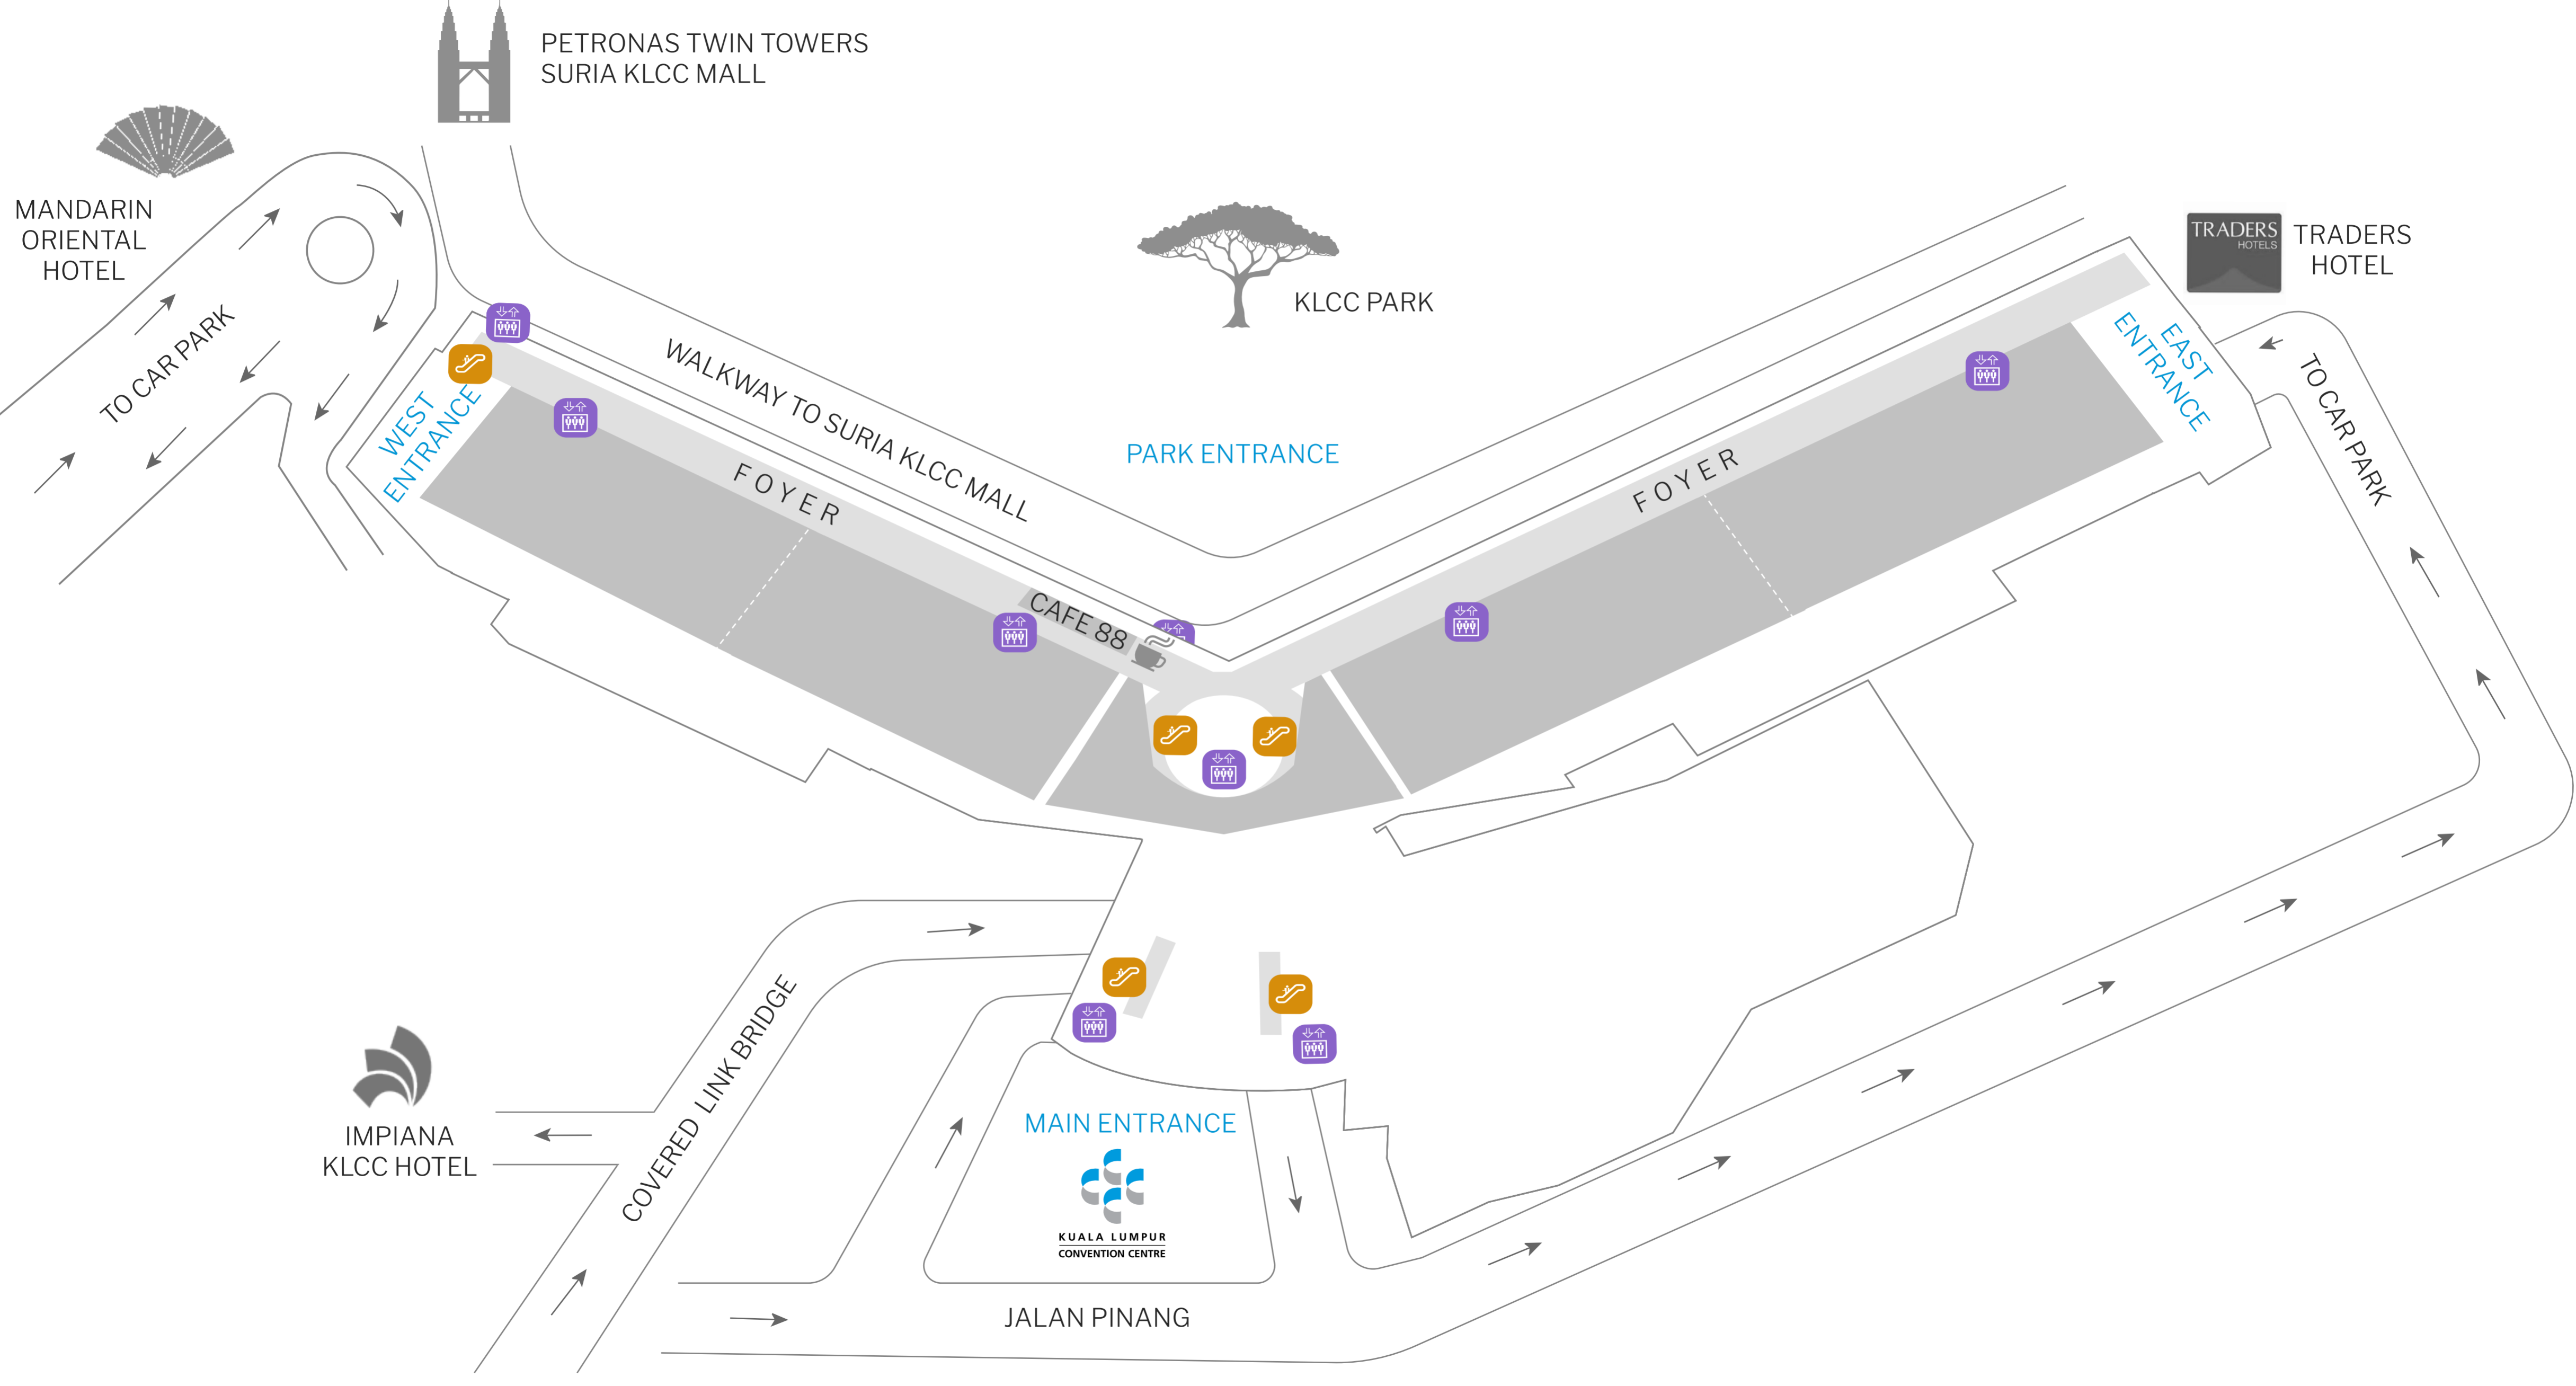 PETRONAS TWIN TOWERS
SURIA KLCC MALL
MANDARIN
ORIENTAL
HOTEL
TO CAR PARK
WEST
ENTRANCE
WALKWAY TO SURIA KLCC MALL
FOYER
CAFE 88
KLCC PARK
PARK ENTRANCE
FOYER
TRADERS
HOTELS
TRADERS
HOTEL
EAST
ENTRANCE
TO CAR PARK
COVERED LINK BRIDGE
IMPIANA
KLCC HOTEL
MAIN ENTRANCE
KUALA LUMPUR
CONVENTION CENTRE
JALAN PINANG